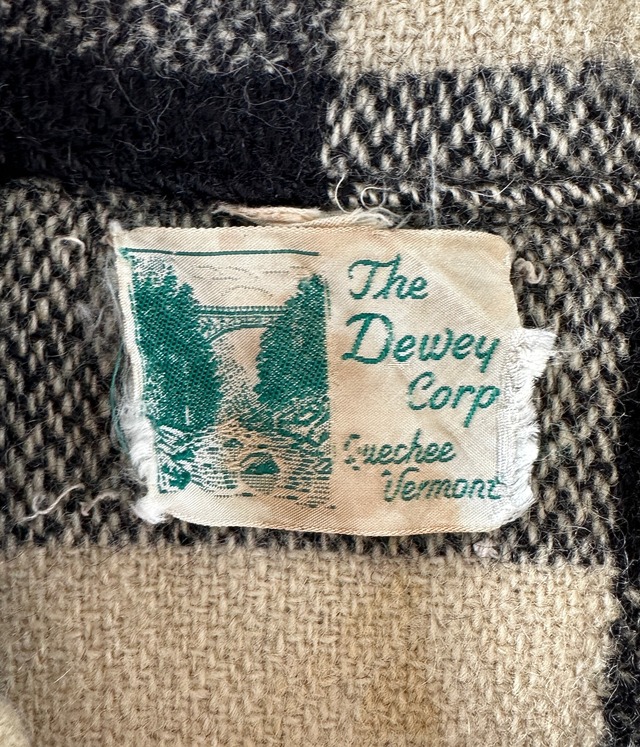 The
Dewey
Corp
Quechee
Vermont